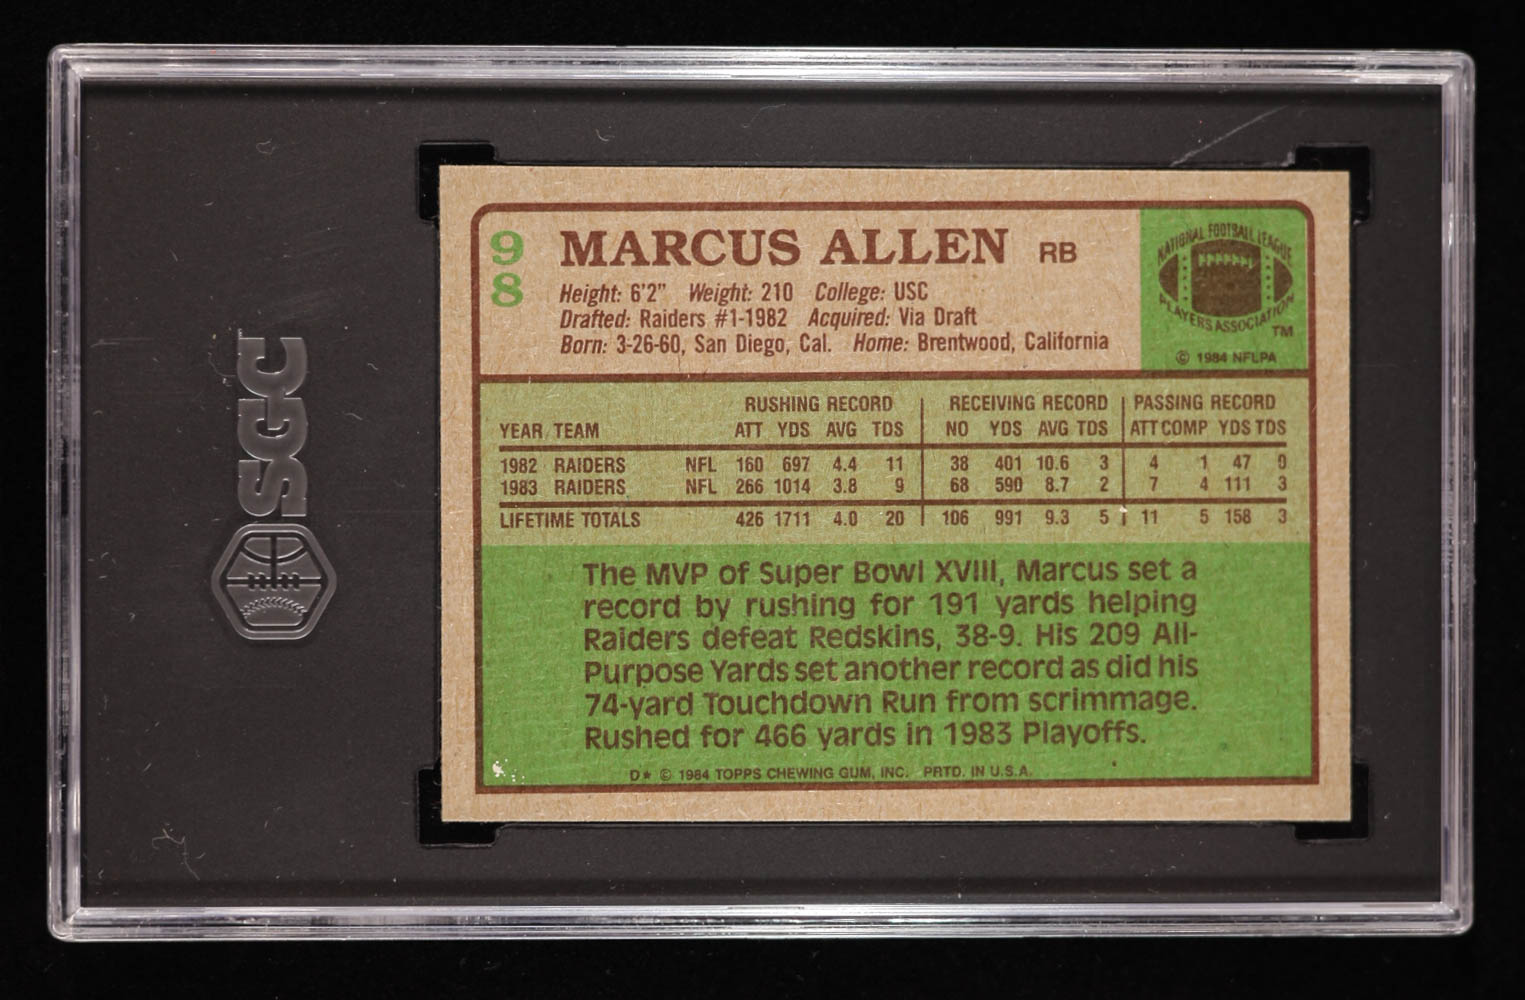 SGC
98
MARCUS ALLEN RB
Height: 6'2" Weight: 210 College: USC
Drafted: Raiders #1-1982 Acquired: Via Draft
Born: 3-26-60, San Diego, Cal. Home: Brentwood, California
NATIONAL FOOTBALL LEAGUE
PLAYERS ASSOCIATION
TM
© 1984 NFLPA
RUSHING RECORD RECEIVING RECORD PASSING RECORD
YEAR TEAM ATT YDS AVG TDS NO YDS AVG TDS ATT COMP YDS TDS
1982 RAIDERS NFL 160 697 4.4 11 38 401 10.6 3 4 1 47 0
1983 RAIDERS NFL 266 1014 3.8 9 68 590 8.7 2 7 4 111 3
LIFETIME TOTALS 426 1711 4.0 20 106 991 9.3 5 11 5 158 3
The MVP of Super Bowl XVIII, Marcus set a
record by rushing for 191 yards helping
Raiders defeat Redskins, 38-9. His 209 All-
Purpose Yards set another record as did his
74-yard Touchdown Run from scrimmage.
Rushed for 466 yards in 1983 Playoffs.
D★ © 1984 TOPPS CHEWING GUM, INC. PRTD. IN U.S.A.